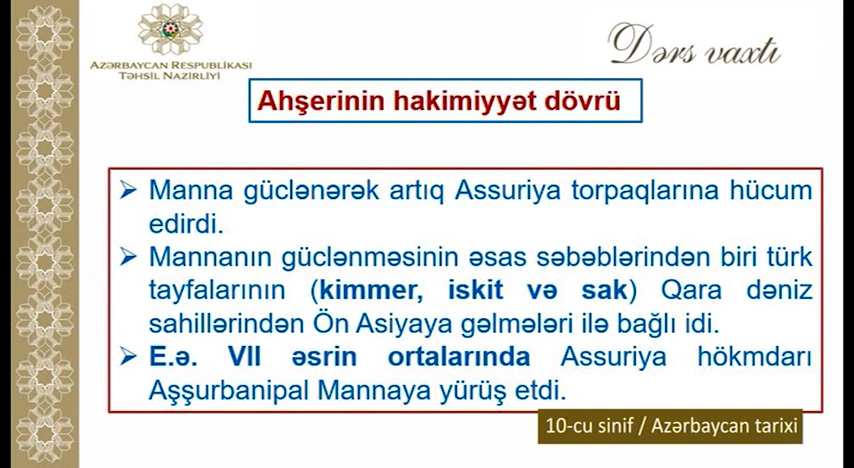 AZƏRBAYCAN RESPUBLIKASI
TƏHSIL NAZIRLIYI
Dərs vaxtı
Ahşerinin hakimiyyət dövrü
➢ Manna güclənərək artıq Assuriya torpaqlarına hücum
edirdi.
➢ Mannanın güclənməsinin əsas səbəblərindən biri türk
tayfalarının (kimmer, iskit və sak) Qara dəniz
sahillərindən Ön Asiyaya gəlmələri ilə bağlı idi.
➢ E.ə. VII əsrin ortalarında Assuriya hökmdarı
Aşşurbanipal Mannaya yürüş etdi.
10-cu sinif / Azərbaycan tarixi